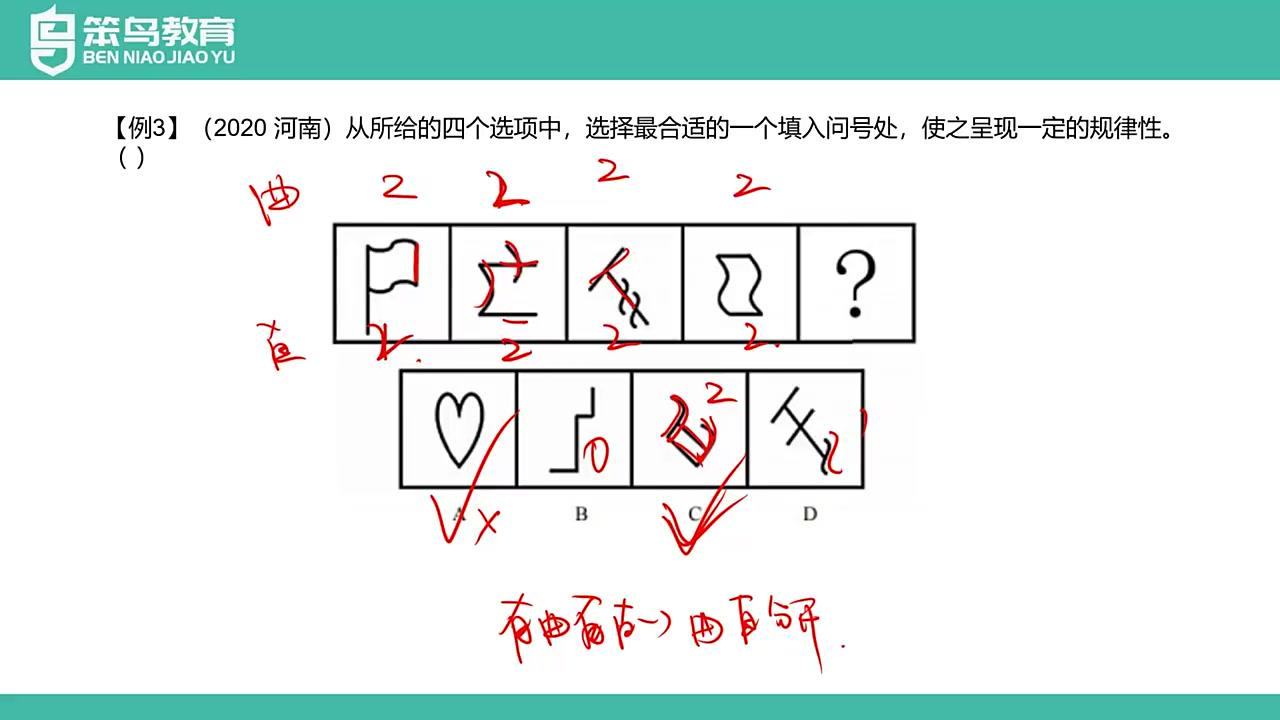 笨鸟教育
BEN NIAO JIAO YU
【例3】（2020 河南）从所给的四个选项中，选择最合适的一个填入问号处，使之呈现一定的规律性。
（ ）
曲 2 2 2 2
?
直 2 2 2 2
0 2
A B C D
有曲有直→曲直分开